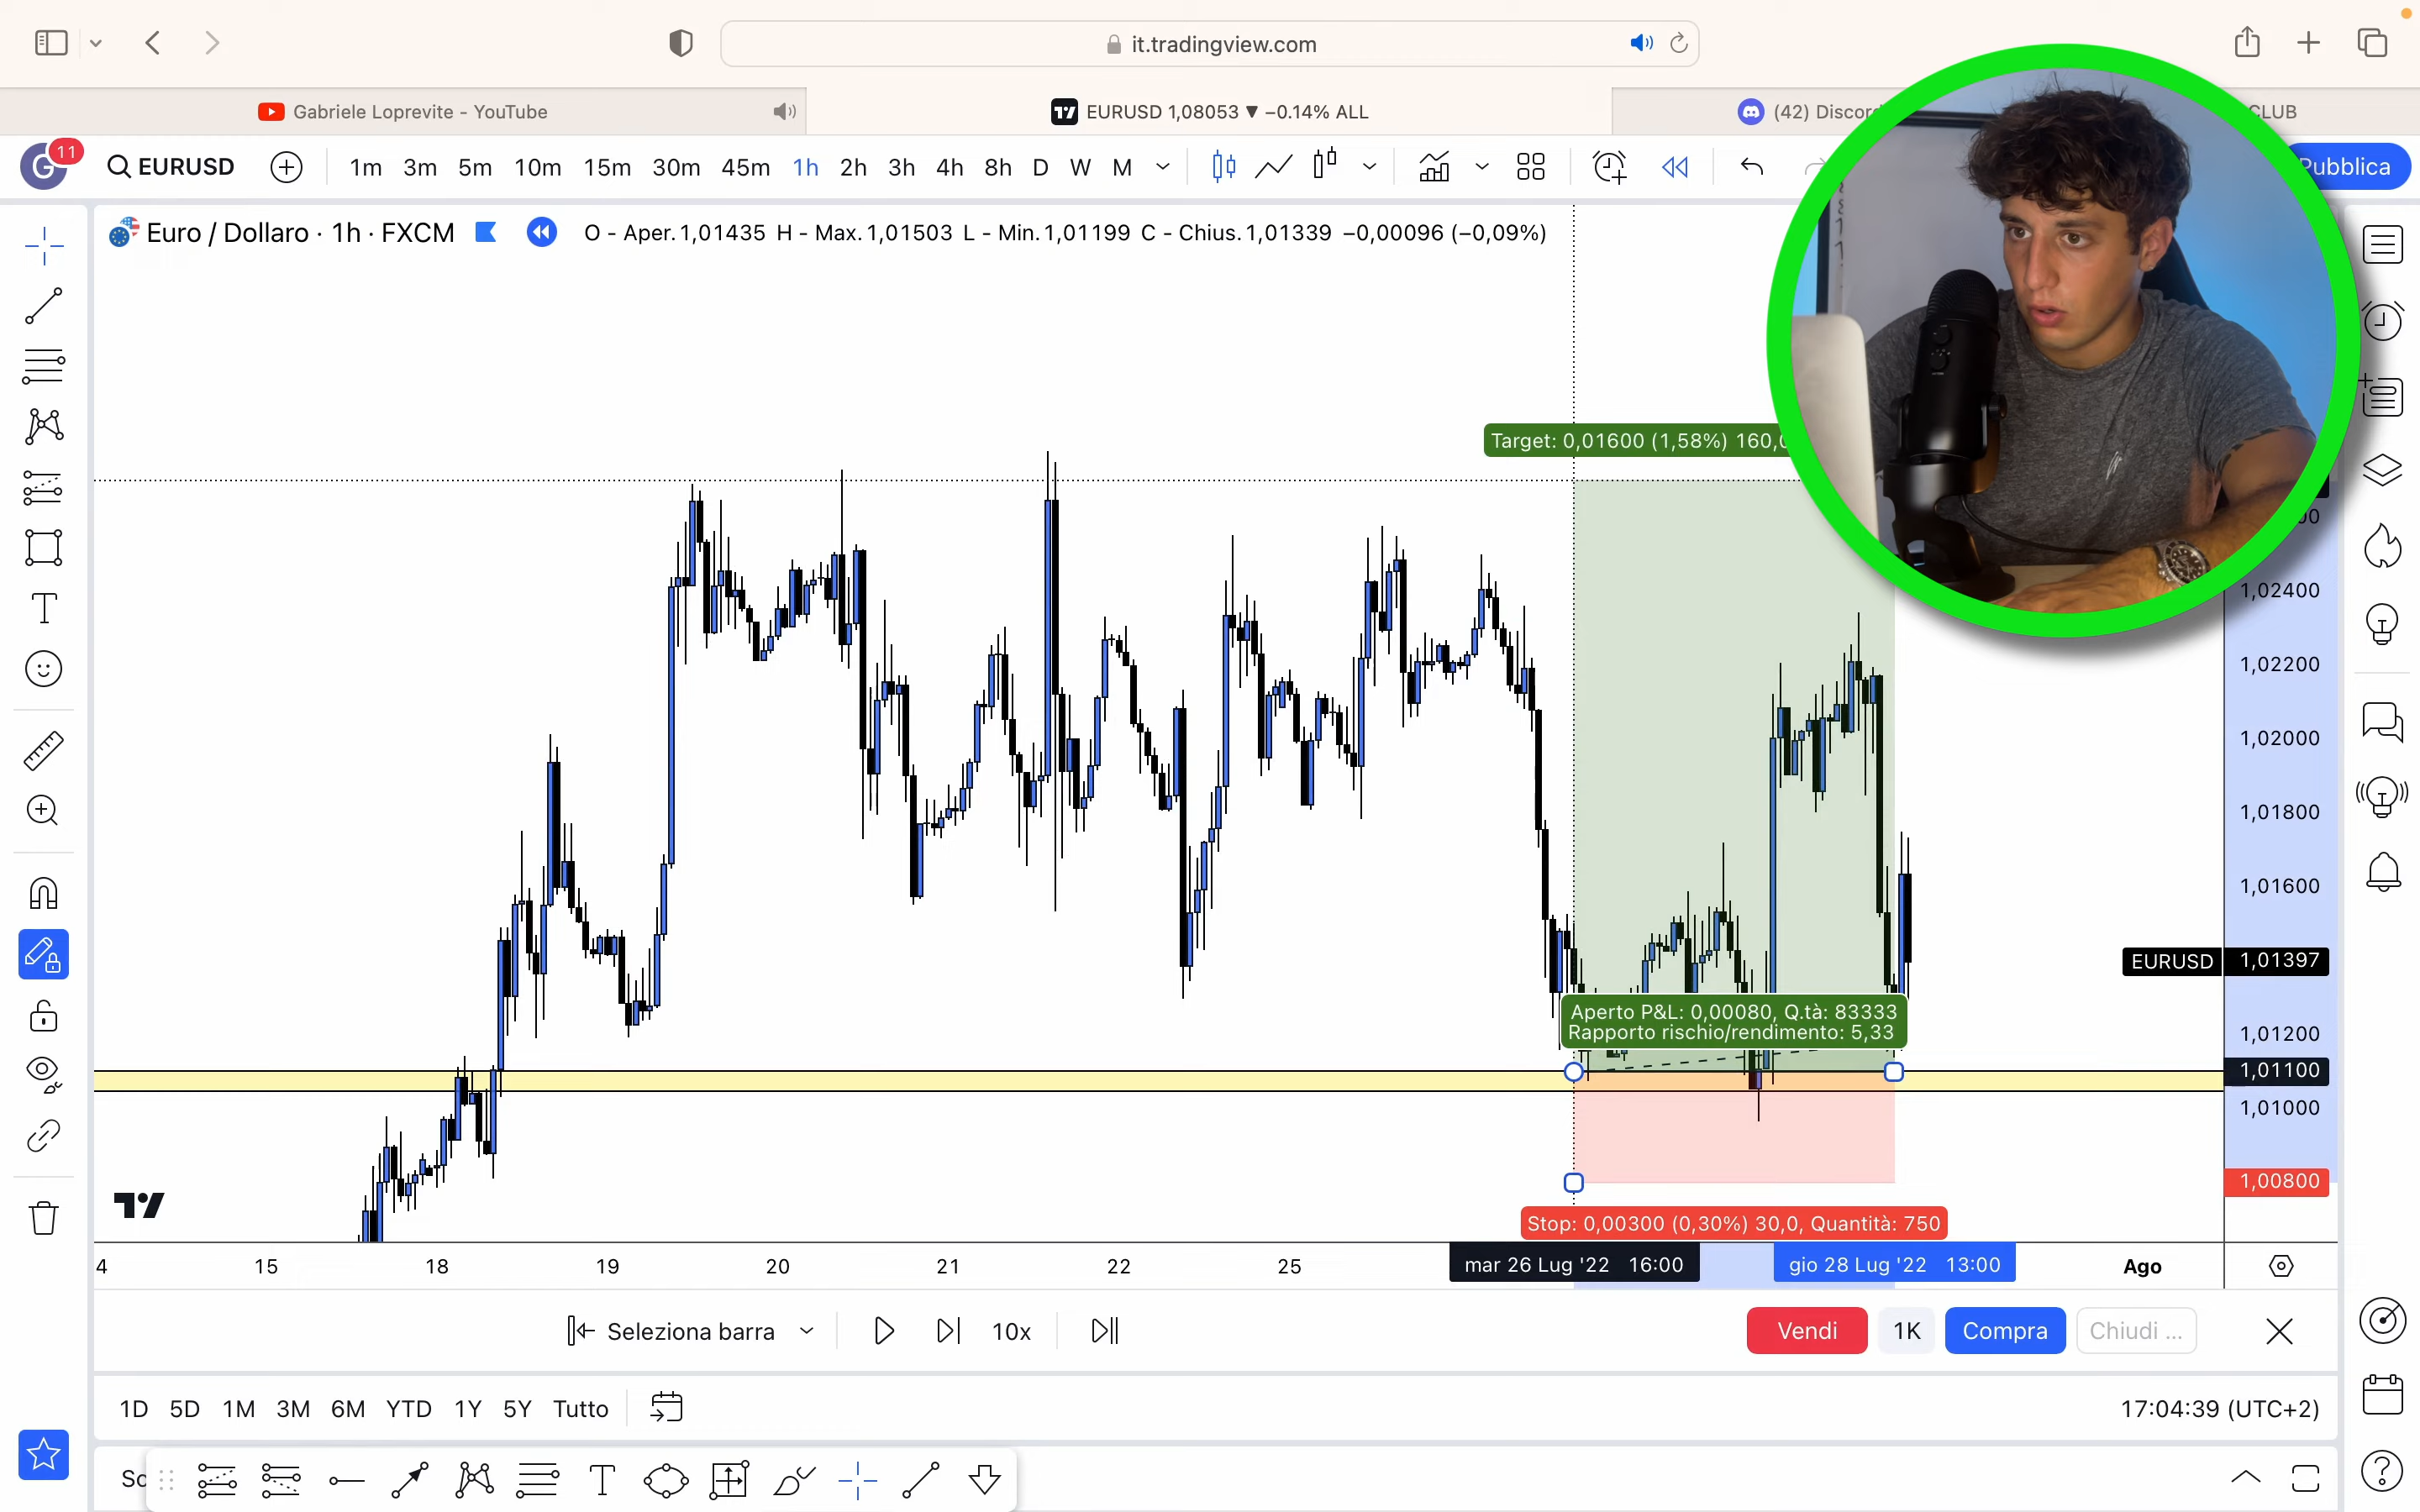 it.tradingview.com
Gabriele Loprevite - YouTube
EURUSD 1,08053 ▼ −0.14% ALL
(42) Discor
CLUB
G
11
EURUSD
1m 3m 5m 10m 15m 30m 45m 1h 2h 3h 4h 8h D W M
Pubblica
Euro / Dollaro · 1h · FXCM
O - Aper.1,01435 H - Max.1,01503 L - Min.1,01199 C - Chius.1,01339 −0,00096 (−0,09%)
Target: 0,01600 (1,58%) 160,0
1,02400
1,02200
1,02000
1,01800
1,01600
EURUSD 1,01397
Aperto P&L: 0,00080, Q.tà: 83333
Rapporto rischio/rendimento: 5,33
1,01200
1,01100
1,01000
1,00800
Stop: 0,00300 (0,30%) 30,0, Quantità: 750
4 15 18 19 20 21 22 25 mar 26 Lug '22 16:00 gio 28 Lug '22 13:00 Ago
Seleziona barra 10x Vendi 1K Compra Chiudi ...
1D 5D 1M 3M 6M YTD 1Y 5Y Tutto 17:04:39 (UTC+2)